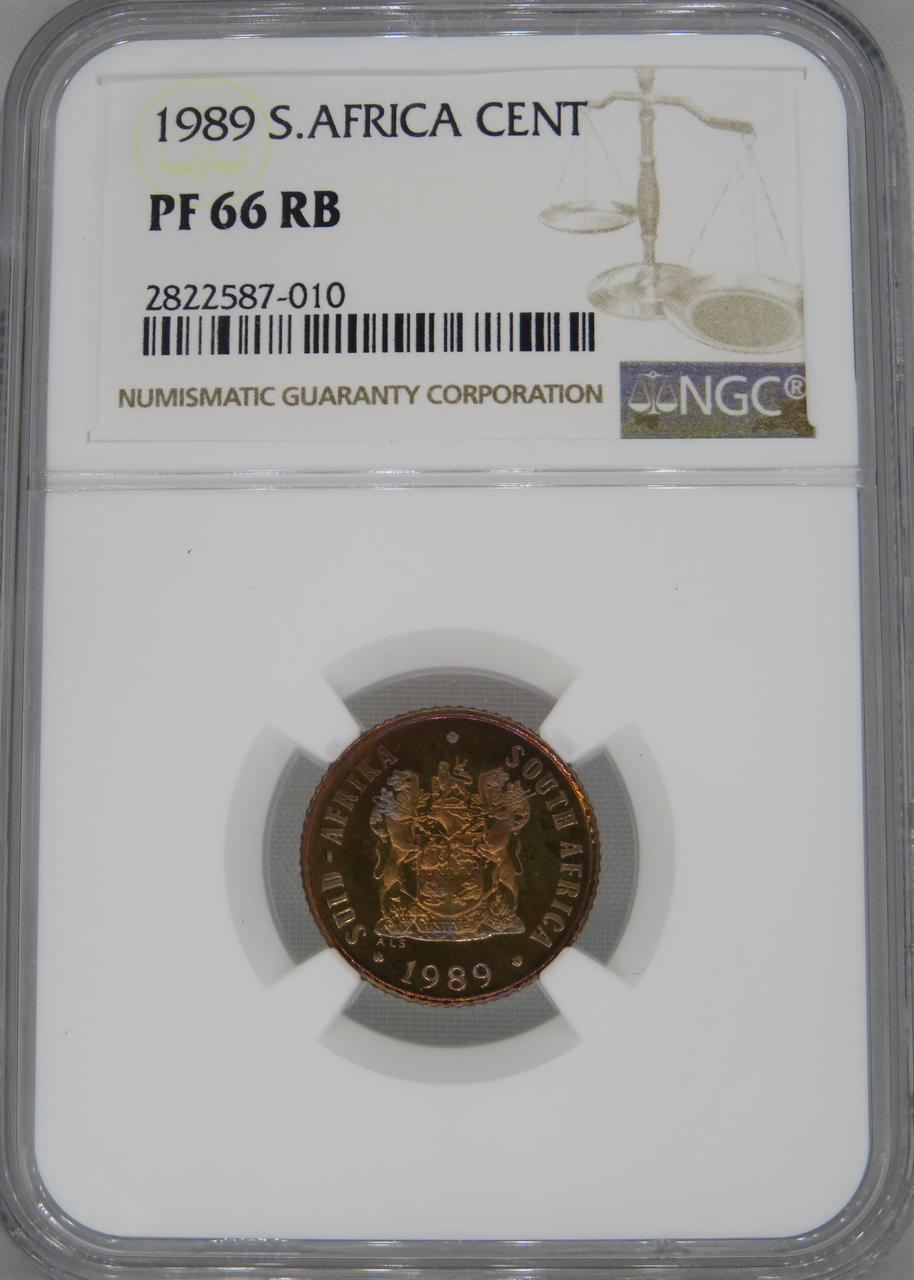 1989 S.AFRICA CENT
PF 66 RB
2822587-010
NUMISMATIC GUARANTY CORPORATION
NGC®
SUID-AFRIKA
SOUTH AFRICA
ALS
1989